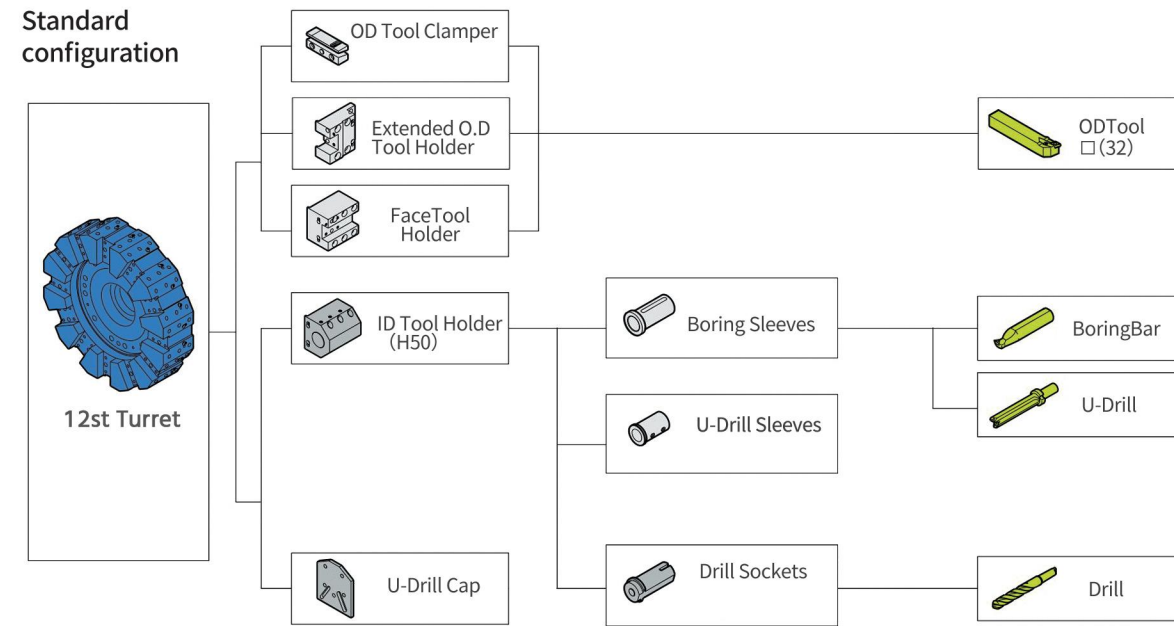 Standard
configuration
OD Tool Clamper
Extended O.D
Tool Holder
ODTool
□(32)
FaceTool
Holder
12st Turret
ID Tool Holder
(H50)
Boring Sleeves
BoringBar
U-Drill
U-Drill Sleeves
U-Drill Cap
Drill Sockets
Drill